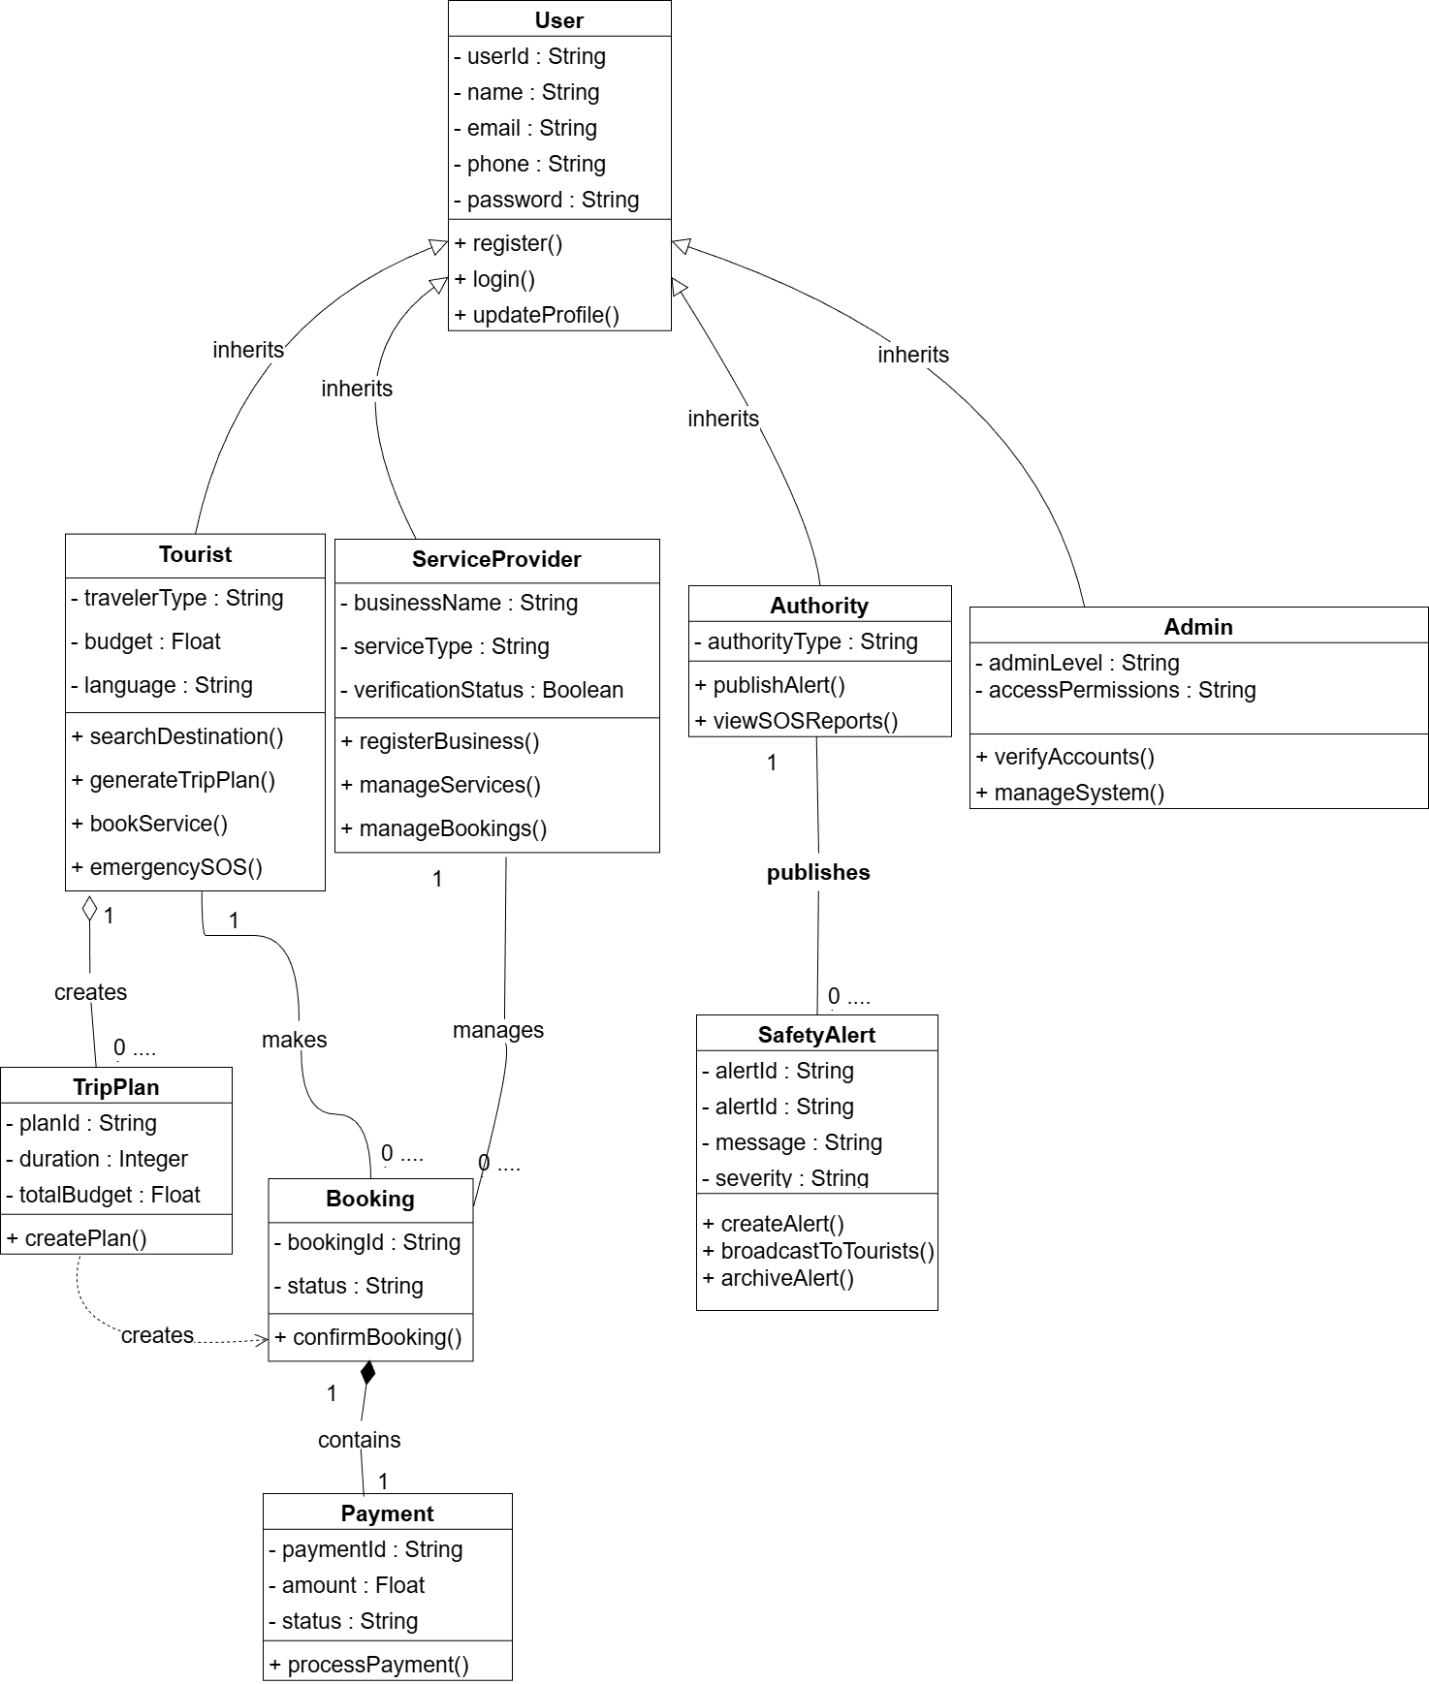 User
- userId : String
- name : String
- email : String
- phone : String
- password : String
+ register()
+ login()
+ updateProfile()
inherits
inherits
inherits
inherits
Tourist
- travelerType : String
- budget : Float
- language : String
+ searchDestination()
+ generateTripPlan()
+ bookService()
+ emergencySOS()
ServiceProvider
- businessName : String
- serviceType : String
- verificationStatus : Boolean
+ registerBusiness()
+ manageServices()
+ manageBookings()
Authority
- authorityType : String
+ publishAlert()
+ viewSOSReports()
Admin
- adminLevel : String
- accessPermissions : String
+ verifyAccounts()
+ manageSystem()
1
1
1
1
creates
makes
manages
publishes
0 ....
0 ....
0 ....
0 ....
TripPlan
- planId : String
- duration : Integer
- totalBudget : Float
+ createPlan()
creates
Booking
- bookingId : String
- status : String
+ confirmBooking()
SafetyAlert
- alertId : String
- alertId : String
- message : String
- severity : String
+ createAlert()
+ broadcastToTourists()
+ archiveAlert()
1
contains
1
Payment
- paymentId : String
- amount : Float
- status : String
+ processPayment()